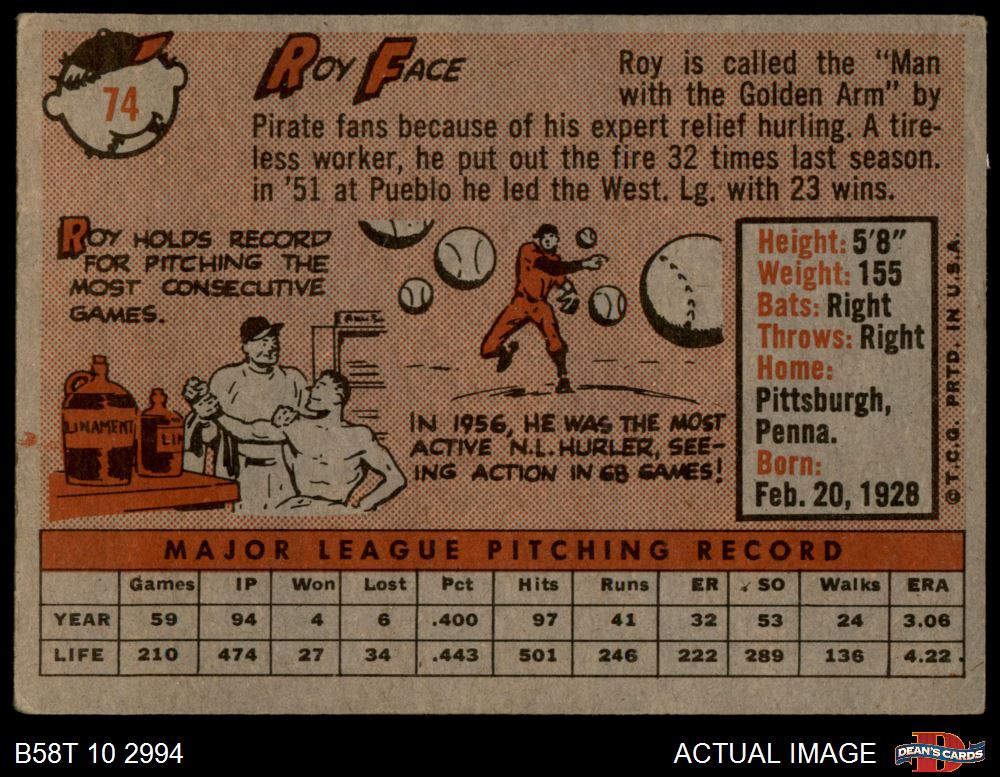 74
Roy Face
Roy is called the “Man
with the Golden Arm” by
Pirate fans because of his expert relief hurling. A tire-
less worker, he put out the fire 32 times last season.
in '51 at Pueblo he led the West. Lg. with 23 wins.
ROY HOLDS RECORD
FOR PITCHING THE
MOST CONSECUTIVE
GAMES.
LINAMENT
LIN
IN 1956, HE WAS THE MOST
ACTIVE N.L. HURLER, SEE-
ING ACTION IN 68 GAMES!
Height: 5'8"
Weight: 155
Bats: Right
Throws: Right
Home:
Pittsburgh,
Penna.
Born:
Feb. 20, 1928
© T.C.G. PRTD. IN U.S.A.
MAJOR LEAGUE PITCHING RECORD
Games IP Won Lost Pct Hits Runs ER SO Walks ERA
YEAR 59 94 4 6 .400 97 41 32 53 24 3.06
LIFE 210 474 27 34 .443 501 246 222 289 136 4.22
B58T 10 2994
ACTUAL IMAGE
D
DEAN'S CARDS